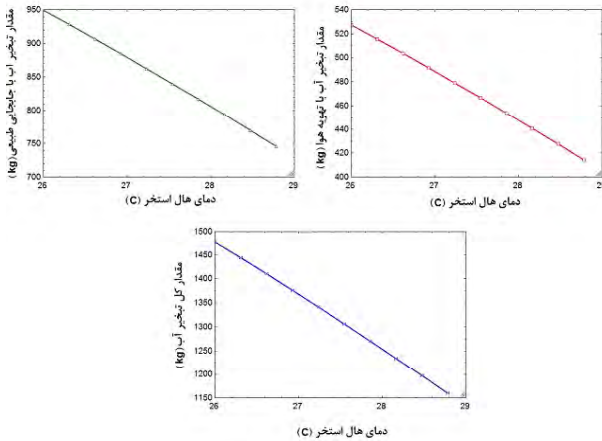 مقدار تبخیر آب با جابجایی طبیعی (kg)
950
900
850
800
750
700
26 27 28 29
دمای هال استخر (C)
مقدار تبخیر آب با تهویه هوا (kg)
540
520
500
480
460
440
420
400
26 27 28 29
دمای هال استخر (C)
مقدار کل تبخیر آب (kg)
1500
1450
1400
1350
1300
1250
1200
1150
26 27 28 29
دمای هال استخر (C)